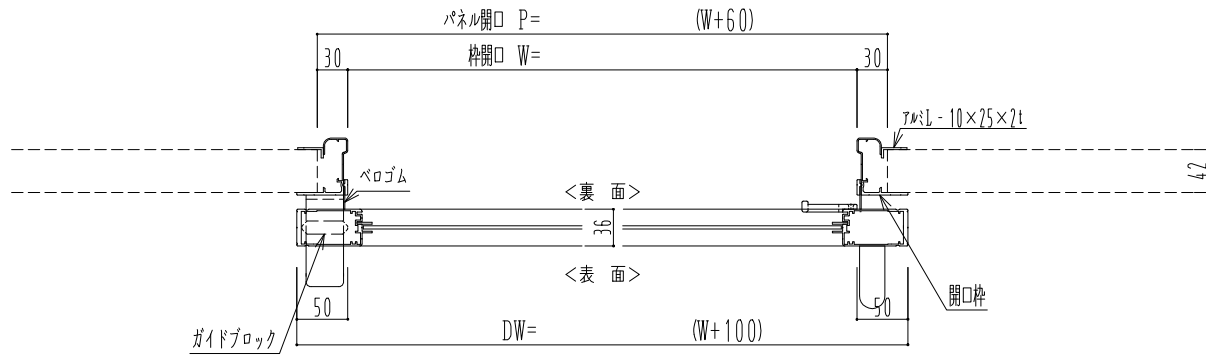 パネル開口 P= (W+60)
30 枠開口 W= 30
アルミL - 10×25×2t
ベロゴム
42
<裏 面>
36
<表 面>
開口枠
50 50
ガイドブロック
DW= (W+100)